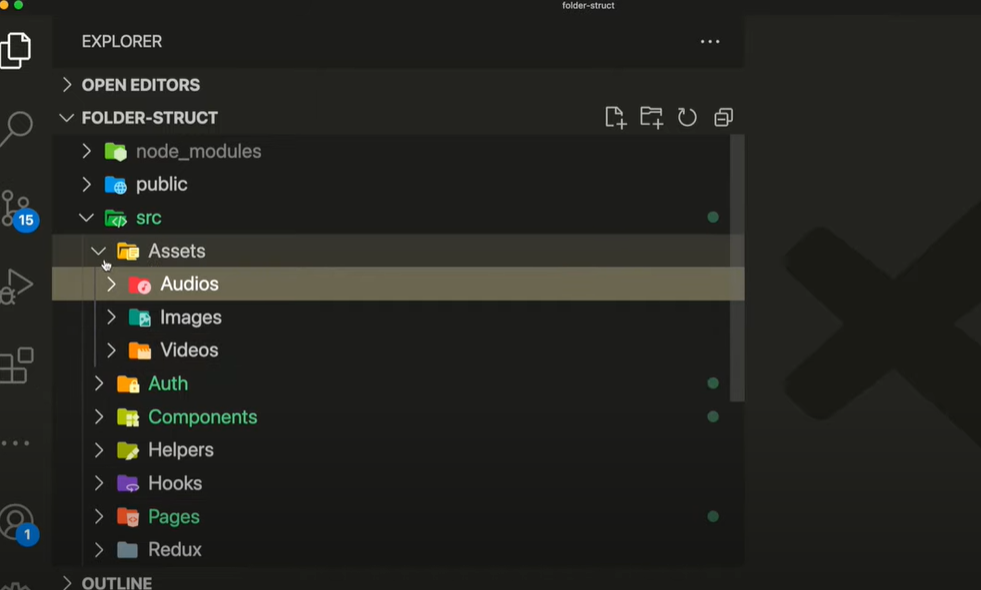 folder-struct
EXPLORER
OPEN EDITORS
FOLDER-STRUCT
node_modules
public
src
15
Assets
Audios
Images
Videos
Auth
Components
Helpers
Hooks
Pages
1
Redux
OUTLINE